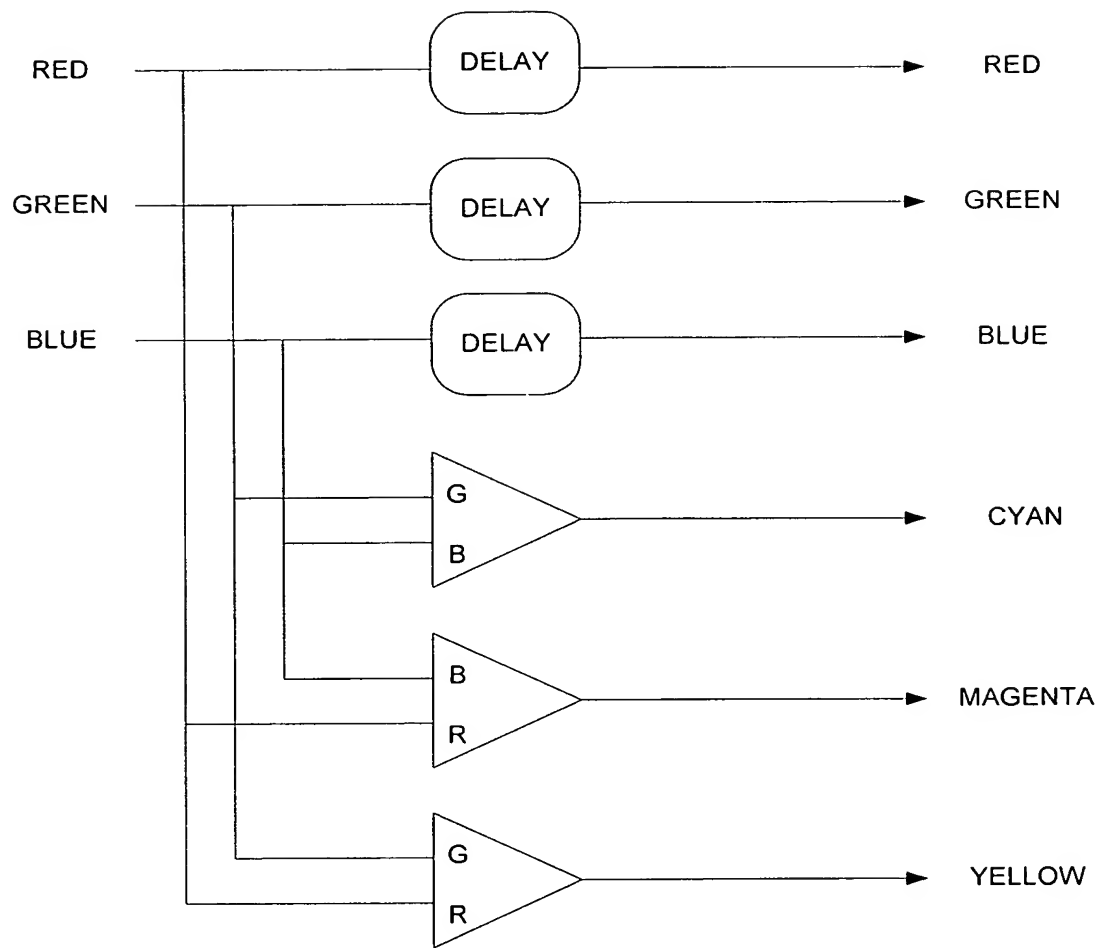 RED DELAY RED
GREEN DELAY GREEN
BLUE DELAY BLUE
G
CYAN
B
B
MAGENTA
R
G
YELLOW
R